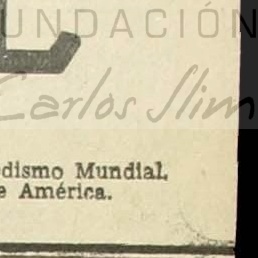 UNDACIÓN
Carlos Slim
L
dismo Mundial,
e América.